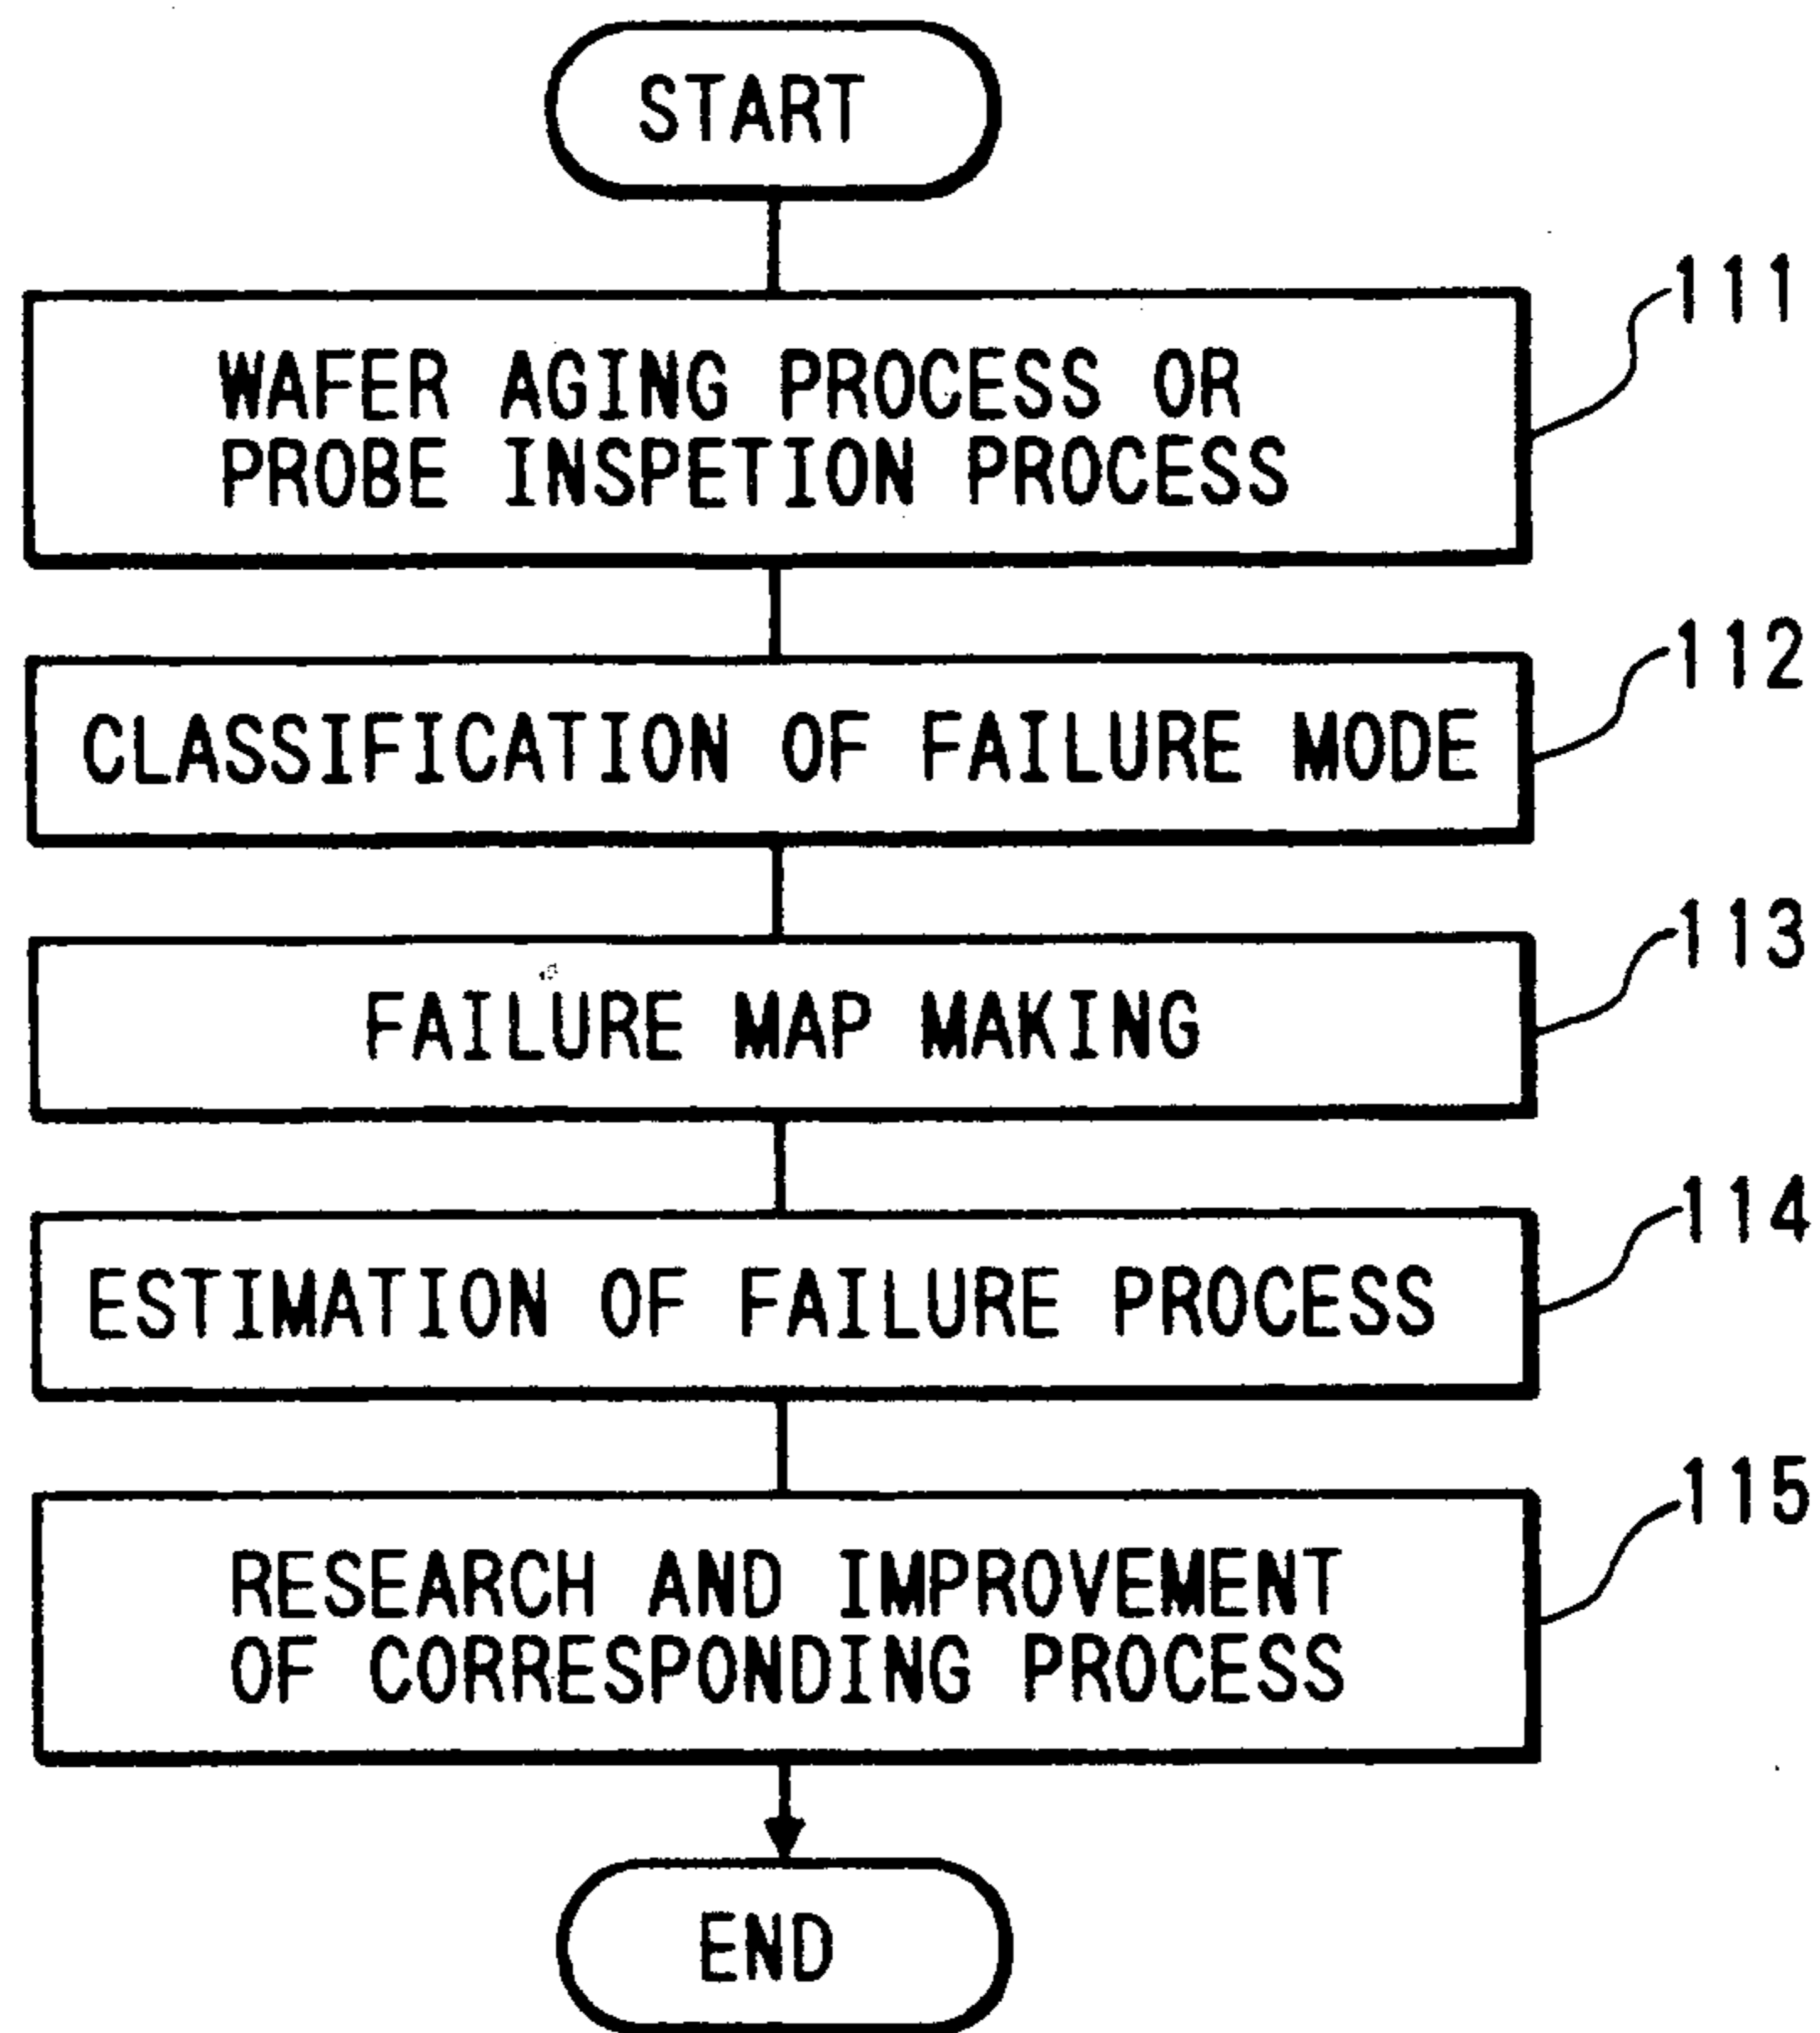 START
111
WAFER AGING PROCESS OR
PROBE INSPETION PROCESS
112
CLASSIFICATION OF FAILURE MODE
113
FAILURE MAP MAKING
114
ESTIMATION OF FAILURE PROCESS
115
RESEARCH AND IMPROVEMENT
OF CORRESPONDING PROCESS
END